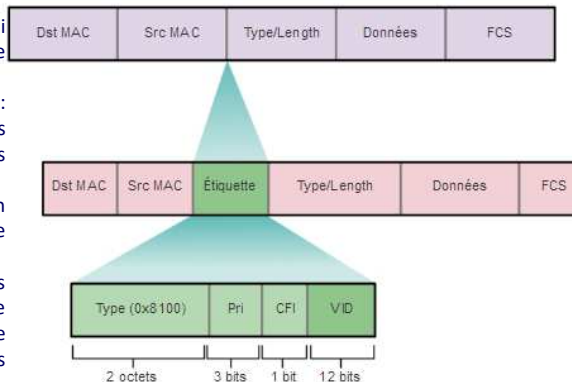 i
Dst MAC Src MAC Type/Length Données FCS
e
:
s
s
Dst MAC Src MAC Étiquette Type/Length Données FCS
n
e
s
Type (0x8100) Pri CFI VID
e
e
s
2 octets 3 bits 1 bit 12 bits